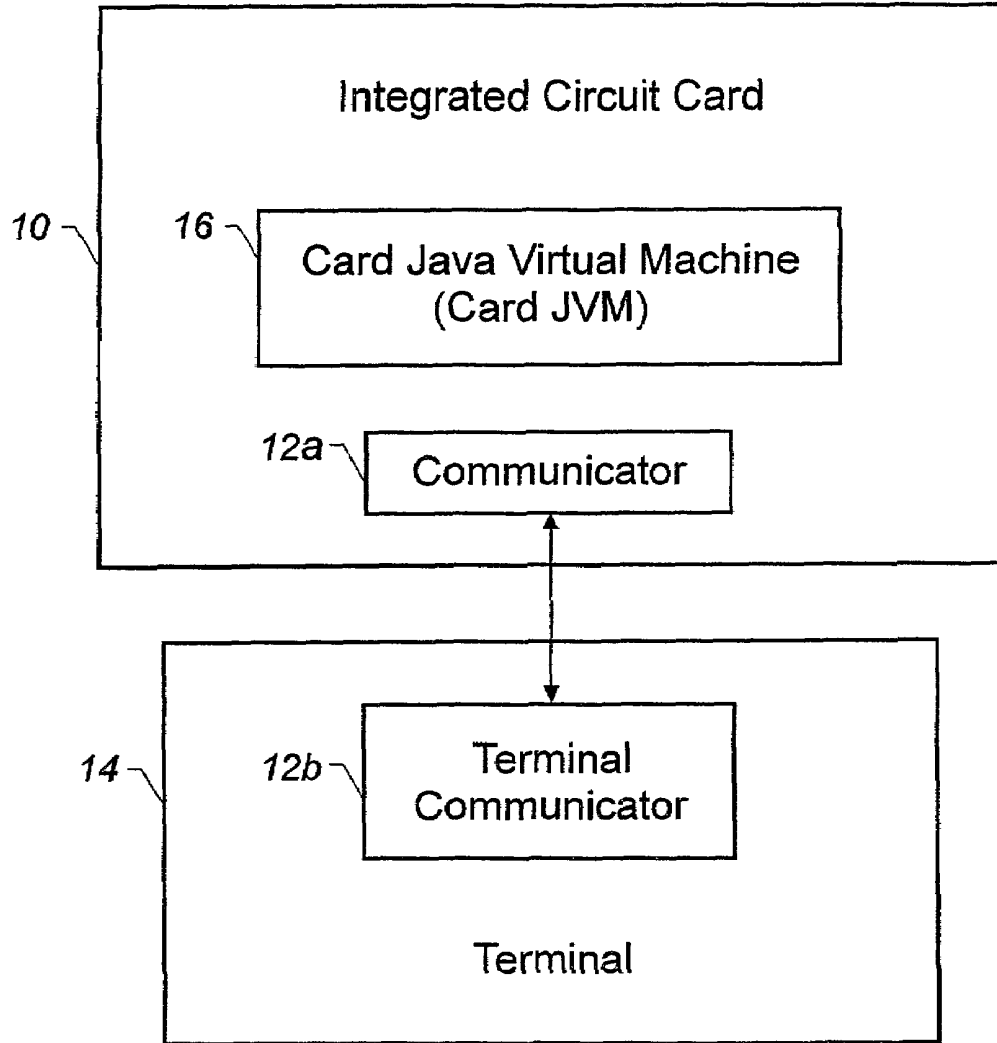 Integrated Circuit Card
10
16
Card Java Virtual Machine
(Card JVM)
12a
Communicator
14
12b
Terminal
Communicator
Terminal